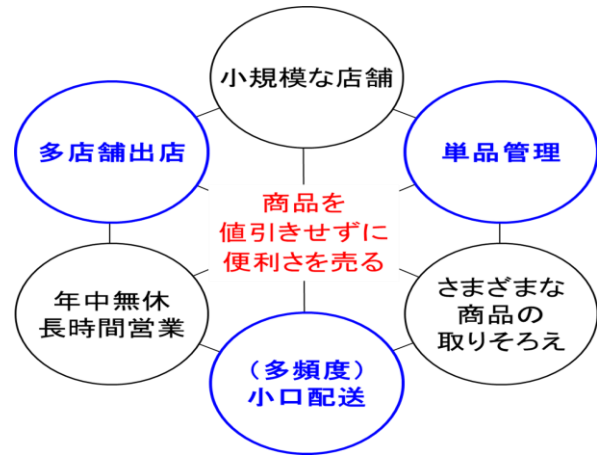 小規模な店舗
多店舗出店
単品管理
商品を
値引きせずに
便利さを売る
年中無休
長時間営業
さまざまな
商品の
取りそろえ
（多頻度）
小口配送